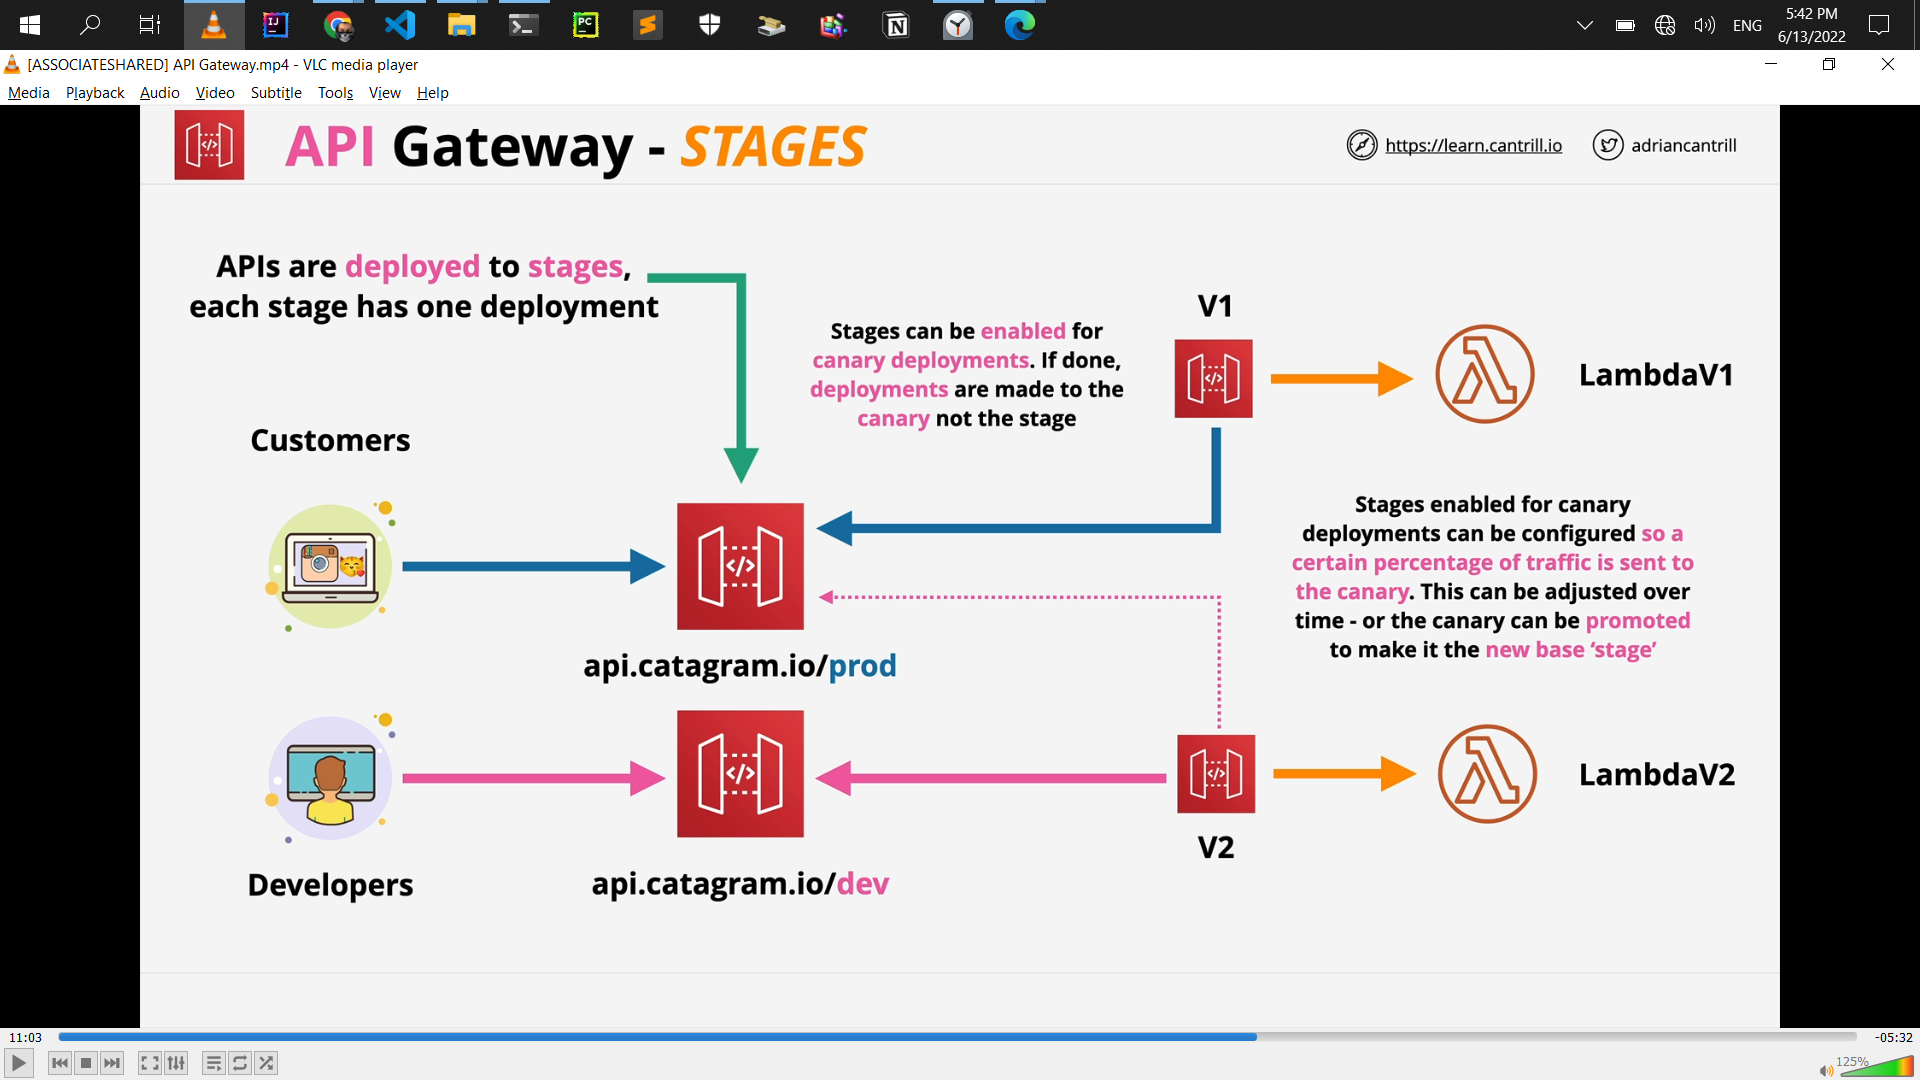 ENG
5:42 PM
6/13/2022
[ASSOCIATESHARED] API Gateway.mp4 - VLC media player
Media Playback Audio Video Subtitle Tools View Help
API Gateway - STAGES
https://learn.cantrill.io
adriancantrill
APIs are deployed to stages,
each stage has one deployment
Stages can be enabled for
canary deployments. If done,
deployments are made to the
canary not the stage
V1
LambdaV1
Customers
Stages enabled for canary
deployments can be configured so a
certain percentage of traffic is sent to
the canary. This can be adjusted over
time - or the canary can be promoted
to make it the new base ‘stage’
api.catagram.io/prod
LambdaV2
V2
Developers
api.catagram.io/dev
11:03
-05:32
125%